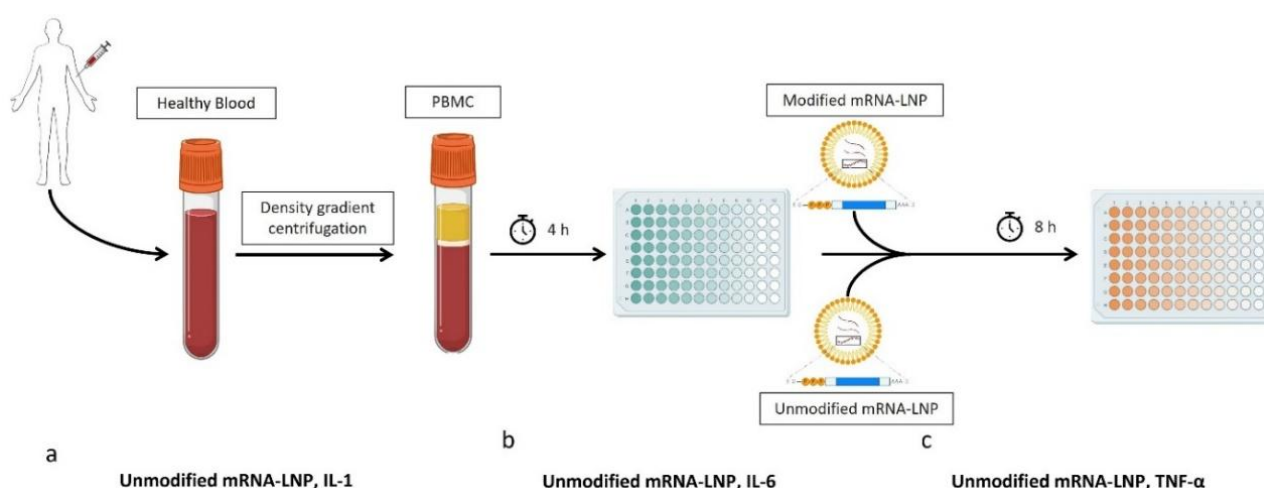 Healthy Blood
PBMC
Modified mRNA-LNP
Density gradient
centrifugation
4 h
8 h
Unmodified mRNA-LNP
a
b
c
Unmodified mRNA-LNP, IL-1
Unmodified mRNA-LNP, IL-6
Unmodified mRNA-LNP, TNF-α